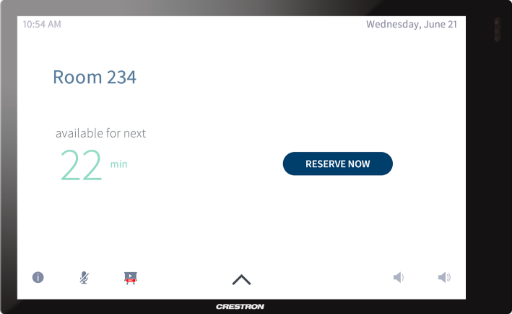 10:54 AM
Wednesday, June 21
Room 234
available for next
22 min
RESERVE NOW
CRESTRON